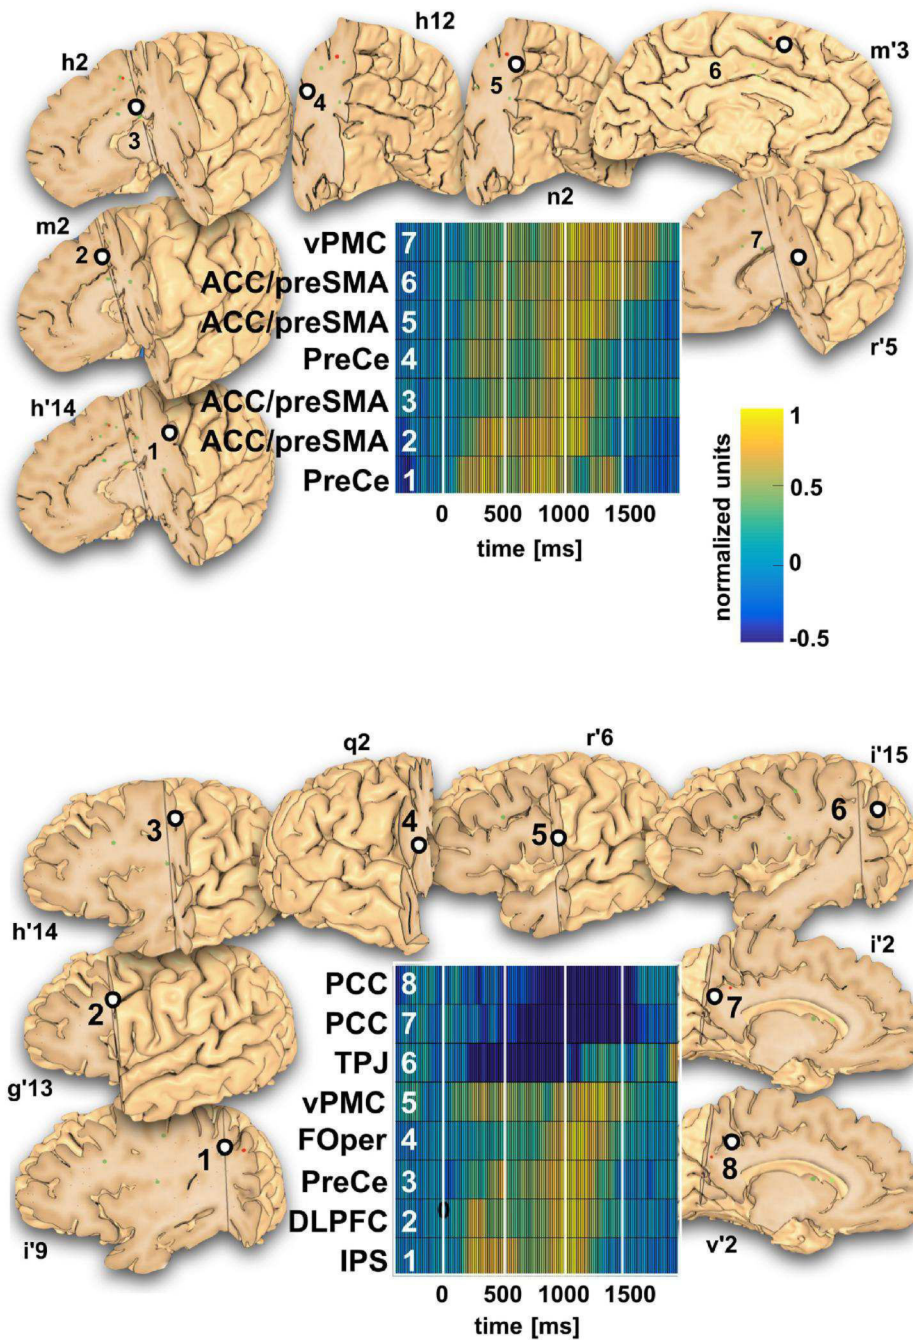 h12
h2
m'3
4
5
6
3
n2
m2
2
7
r'5
vPMC 7
ACC/preSMA 6
ACC/preSMA 5
PreCe 4
ACC/preSMA 3
ACC/preSMA 2
PreCe 1
h'14
1
0 500 1000 1500
time [ms]
1
0.5
0
-0.5
normalized units
q2
r'6
i'15
3
4
5
6
h'14
i'2
2
7
g'13
PCC 8
PCC 7
TPJ 6
vPMC 5
FOper 4
PreCe 3
0
DLPFC 2
IPS 1
1
8
i'9
v'2
0 500 1000 1500
time [ms]